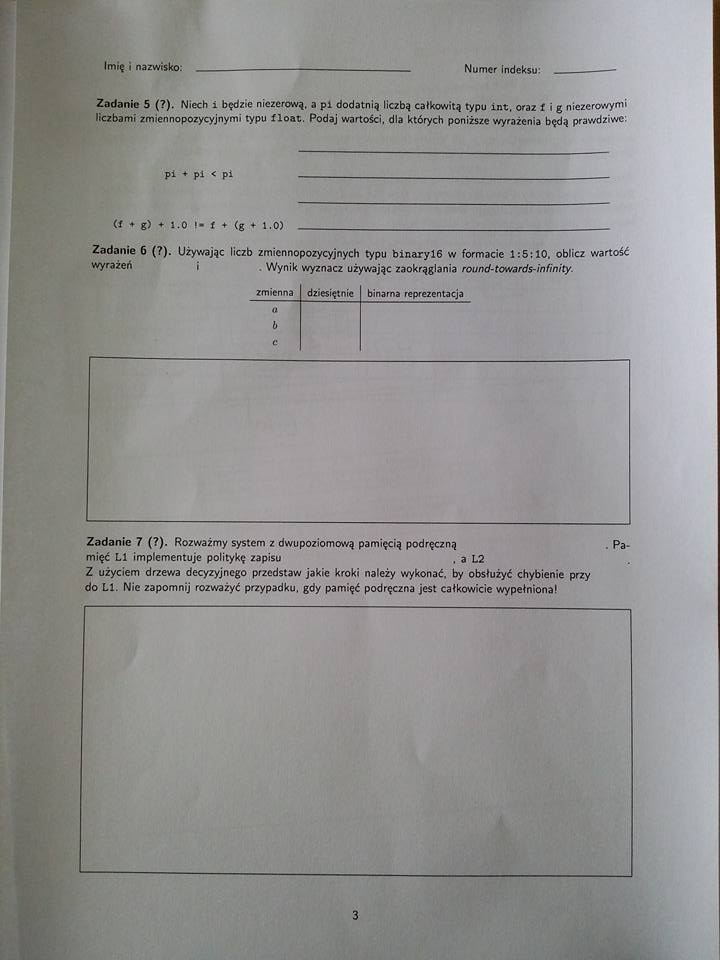 Imię i nazwisko: Numer indeksu:
Zadanie 5 (?). Niech i będzie niezerową, a pi dodatnią liczbą całkowitą typu int, oraz f i g niezerowymi
liczbami zmiennopozycyjnymi typu float. Podaj wartości, dla których poniższe wyrażenia będą prawdziwe:
pi + pi < pi
(f + g) + 1.0 != f + (g + 1.0)
Zadanie 6 (?). Używając liczb zmiennopozycyjnych typu binary16 w formacie 1:5:10, oblicz wartość
wyrażeń i . Wynik wyznacz używając zaokrąglania round-towards-infinity.
zmienna dziesiętnie binarna reprezentacja
a
b
c
Zadanie 7 (?). Rozważmy system z dwupoziomową pamięcią podręczną . Pa-
mięć L1 implementuje politykę zapisu , a L2 .
Z użyciem drzewa decyzyjnego przedstaw jakie kroki należy wykonać, by obsłużyć chybienie przy
do L1. Nie zapomnij rozważyć przypadku, gdy pamięć podręczna jest całkowicie wypełniona!
3